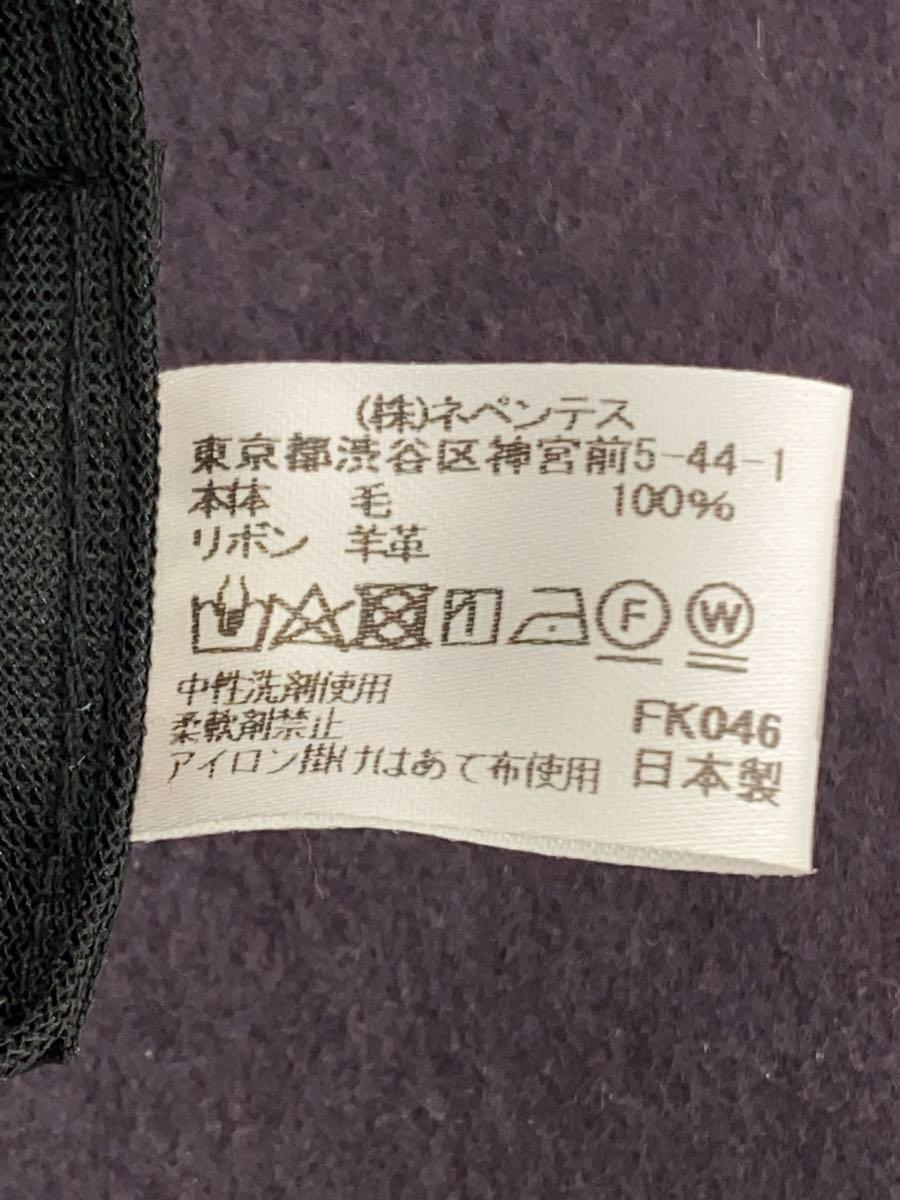 (株)ネペンテス
東京都渋谷区神宮前5-44-1
本体 毛 100%
リボン 羊革
F W
中性洗剤使用
柔軟剤禁止
アイロン掛けはあて布使用
FK046
日本製